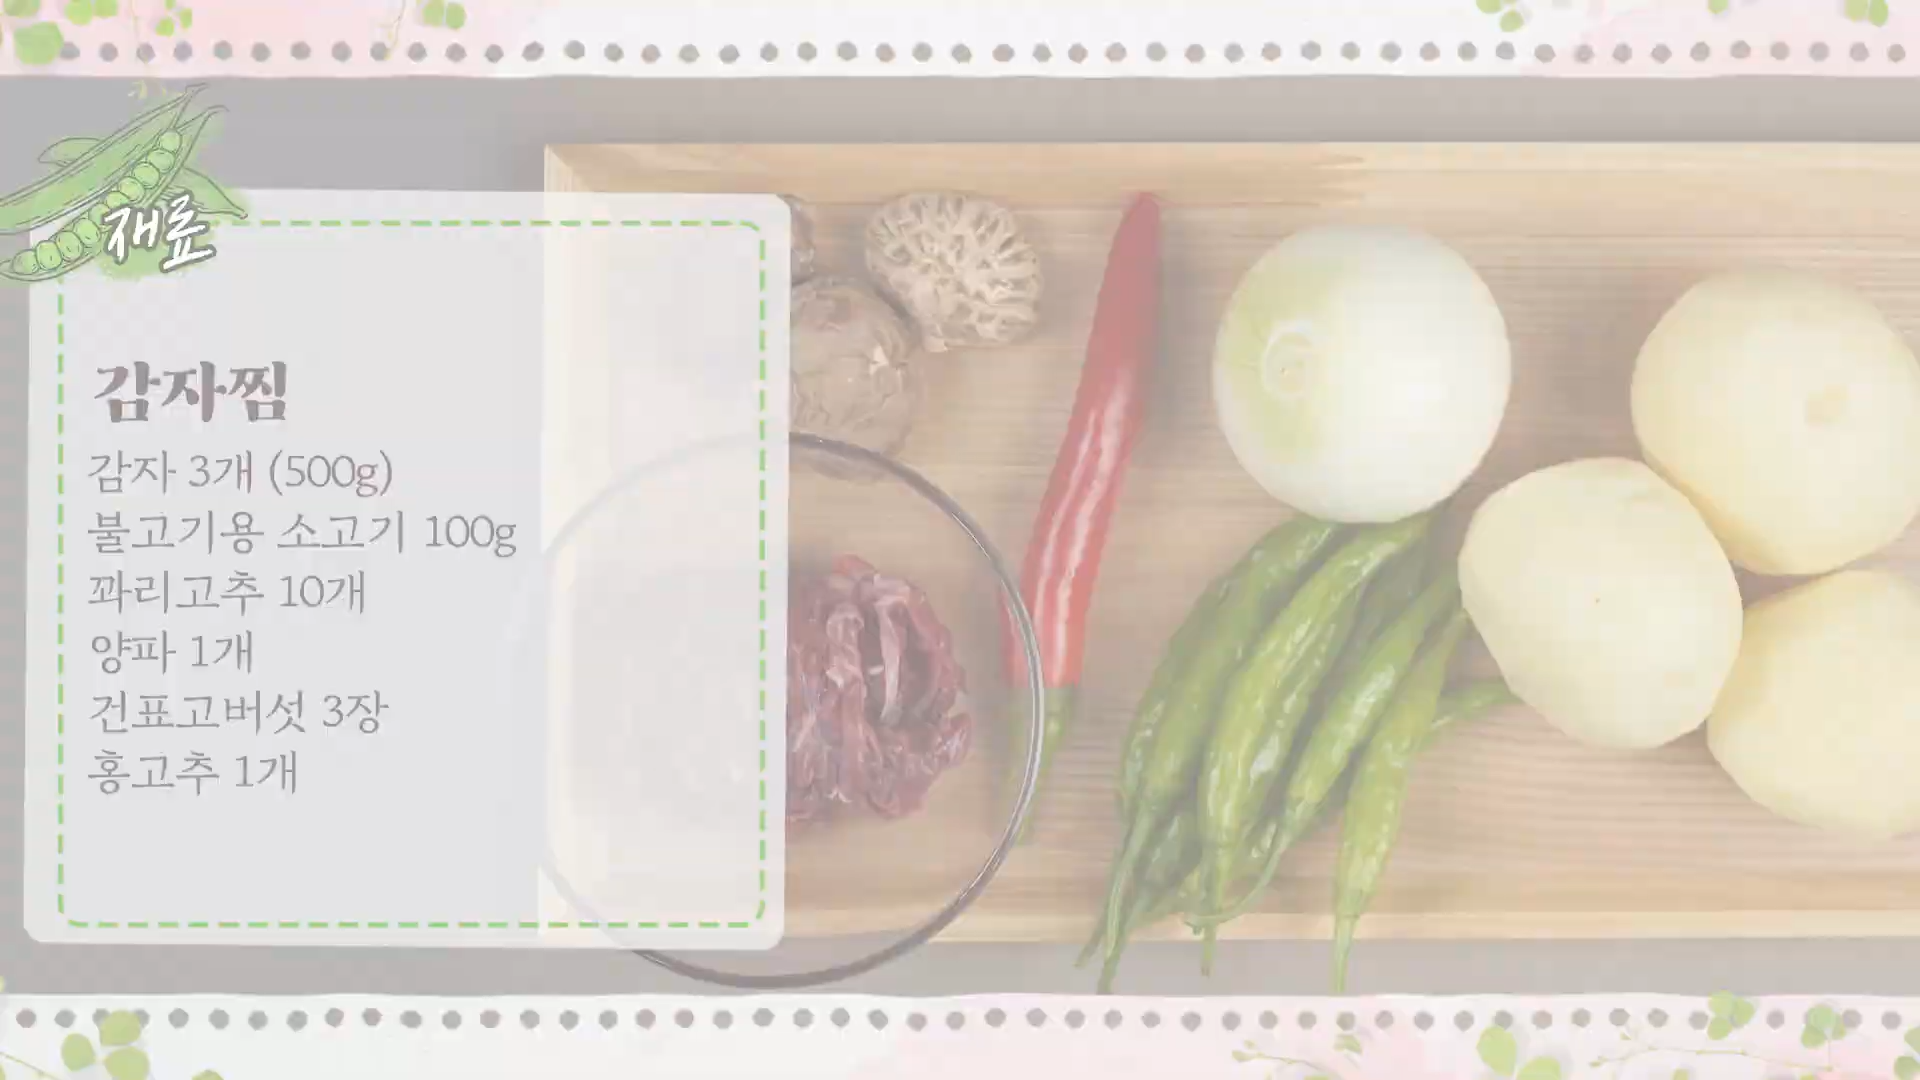 재료
감자찜
감자 3개 (500g)
불고기용 소고기 100g
꽈리고추 10개
양파 1개
건표고버섯 3장
홍고추 1개